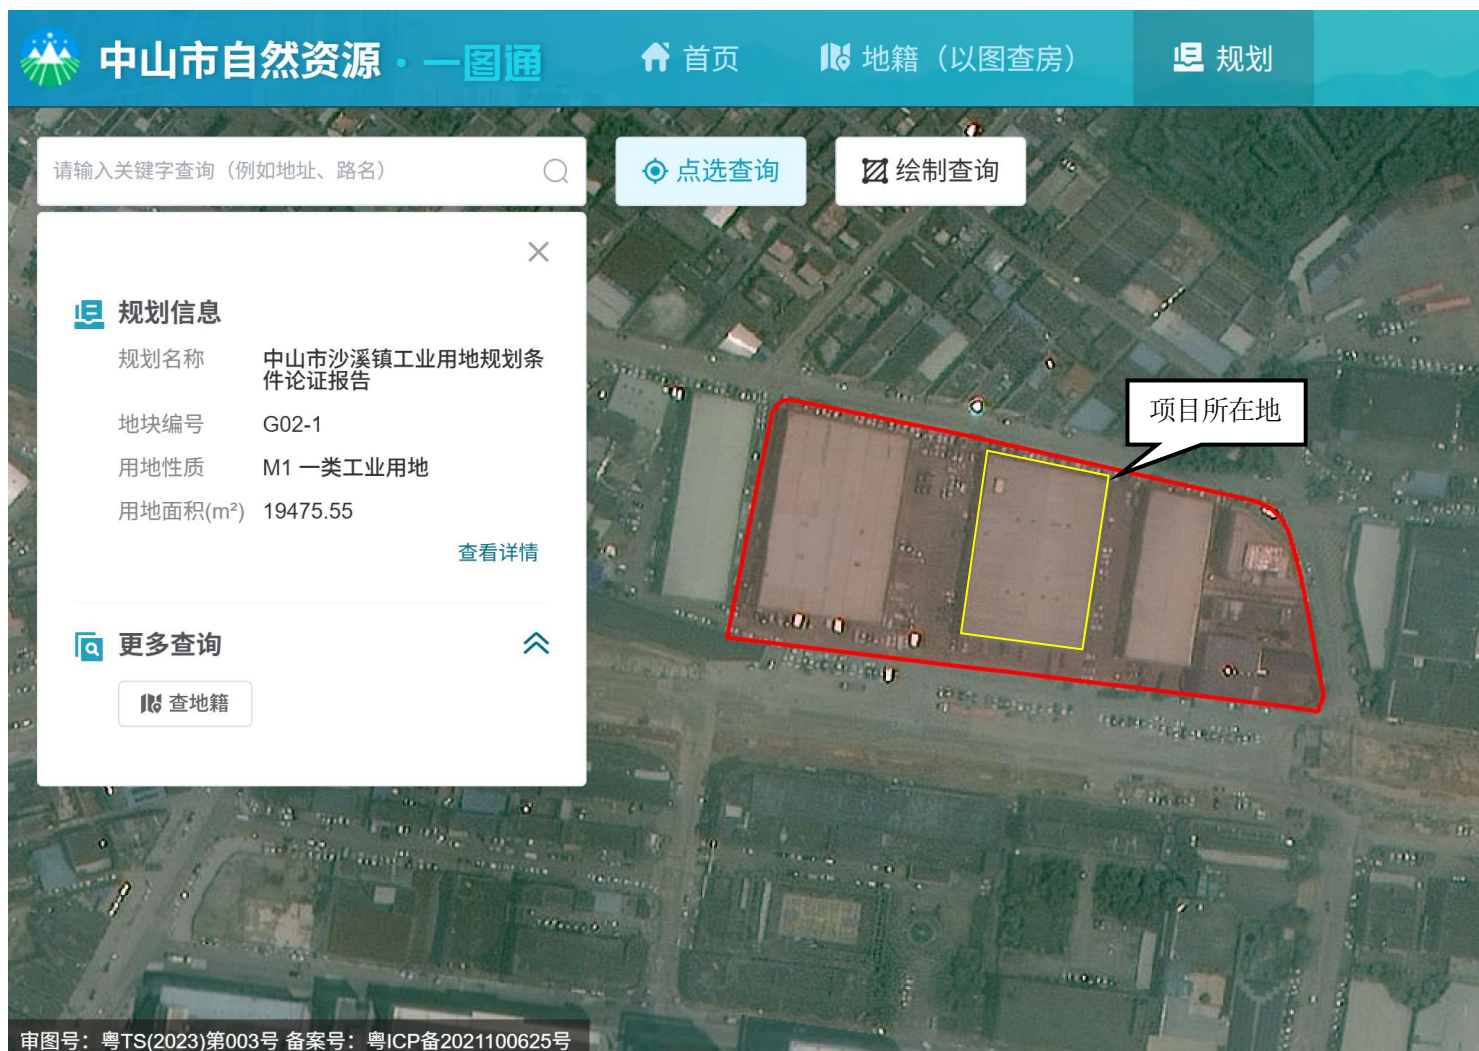 中山市自然资源·一图通
首页
地籍（以图查房）
规划
请输入关键字查询（例如地址、路名）
点选查询
绘制查询
规划信息
规划名称 中山市沙溪镇工业用地规划条
件论证报告
地块编号 G02-1
用地性质 M1 一类工业用地
用地面积(m²) 19475.55
查看详情
更多查询
查地籍
项目所在地
审图号：粤TS(2023)第003号 备案号：粤ICP备2021100625号